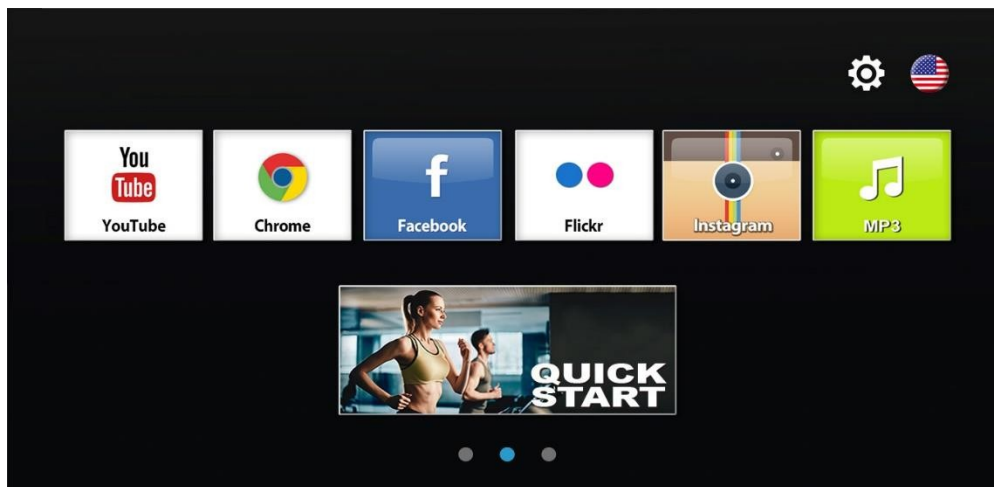 You
Tube
YouTube
Chrome
f
Facebook
Flickr
Instagram
MP3
QUICK
START